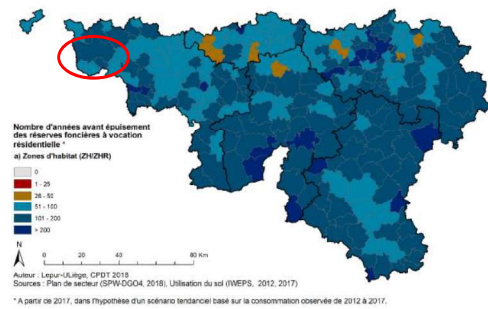 Nombre d'années avant épuisement
des réserves foncières à vocation
résidentielle *
a) Zones d'habitat (ZH/ZHR)
0
1 - 25
26 - 50
51 - 100
101 - 200
> 200
N
0 20 40 80 Km
Auteur : Lepur-ULiège, CPDT 2018
Sources : Plan de secteur (SPW-DGO4, 2018), Utilisation du sol (IWEPS, 2012, 2017)
* A partir de 2017, dans l'hypothèse d'un scénario tendanciel basé sur la consommation observée de 2012 à 2017.